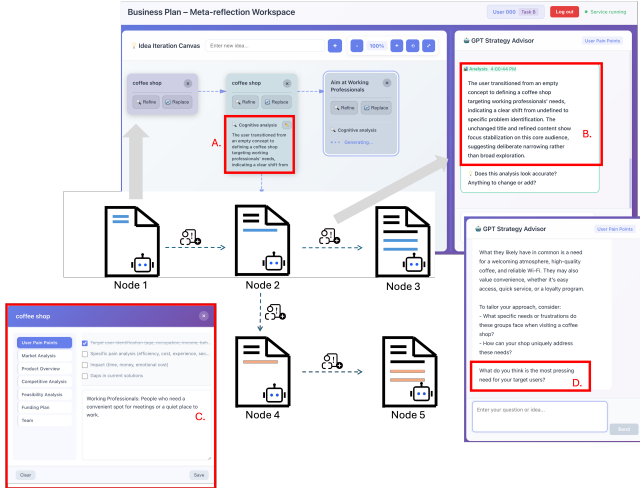 Business Plan – Meta-reflection Workspace
User 000 Task B
Log out
Service running
Idea Iteration Canvas
Enter new idea...
+
-
100%
+
coffee shop
Refine
Replace
coffee shop
Refine
Replace
Cognitive analysis
The user transitioned from
an empty concept to
defining a coffee shop
targeting working
professionals' needs,
indicating a clear shift from
A.
Aim at Working
Professionals
Refine
Replace
Cognitive analysis
Generating...
GPT Strategy Advisor
User Pain Points
Analysis
The user transitioned from an empty
concept to defining a coffee shop
targeting working professionals' needs,
indicating a clear shift from undefined to
specific problem identification. The
unchanged title and refined content show
focus stabilization on this core audience,
suggesting deliberate narrowing rather
than broad exploration.
B.
Does this analysis look accurate?
Anything to change or add?
Node 1
Node 2
Node 3
Node 4
Node 5
coffee shop
User Pain Points
Market Analysis
Product Overview
Competitive Analysis
Feasibility Analysis
Funding Plan
Team
Specific pain analysis (efficiency, cost, experience, soc...
Impact (time, money, emotional cost)
Gaps in current solutions
Working Professionals: People who need a
convenient spot for meetings or a quiet place to
work.
C.
Clear
Save
GPT Strategy Advisor
User Pain Points
What they likely have in common is a need
for a welcoming atmosphere, high-quality
coffee, and reliable Wi-Fi. They may also
value convenience, whether it's easy
access, quick service, or a loyalty program.
To tailor your approach, consider:
- What specific needs or frustrations do
these groups face when visiting a coffee
shop?
- How can your shop uniquely address
these needs?
What do you think is the most pressing
need for your target users?
D.
Enter your question or idea...
Send